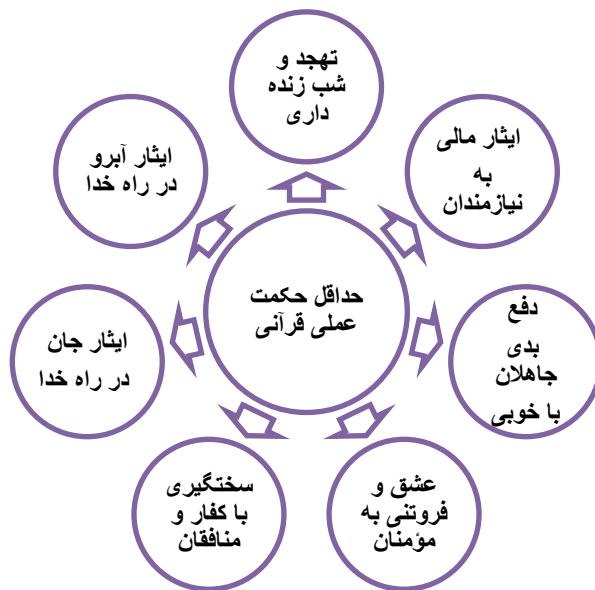 تهجد و
شب زنده
داری
ایثار مالی
به
نیازمندان
دفع
بدی
جاهلان
با خوبی
عشق و
فروتنی به
مؤمنان
سختگیری
با کفار و
منافقان
ایثار جان
در راه خدا
ایثار آبرو
در راه خدا
حداقل حکمت
عملی قرآنی